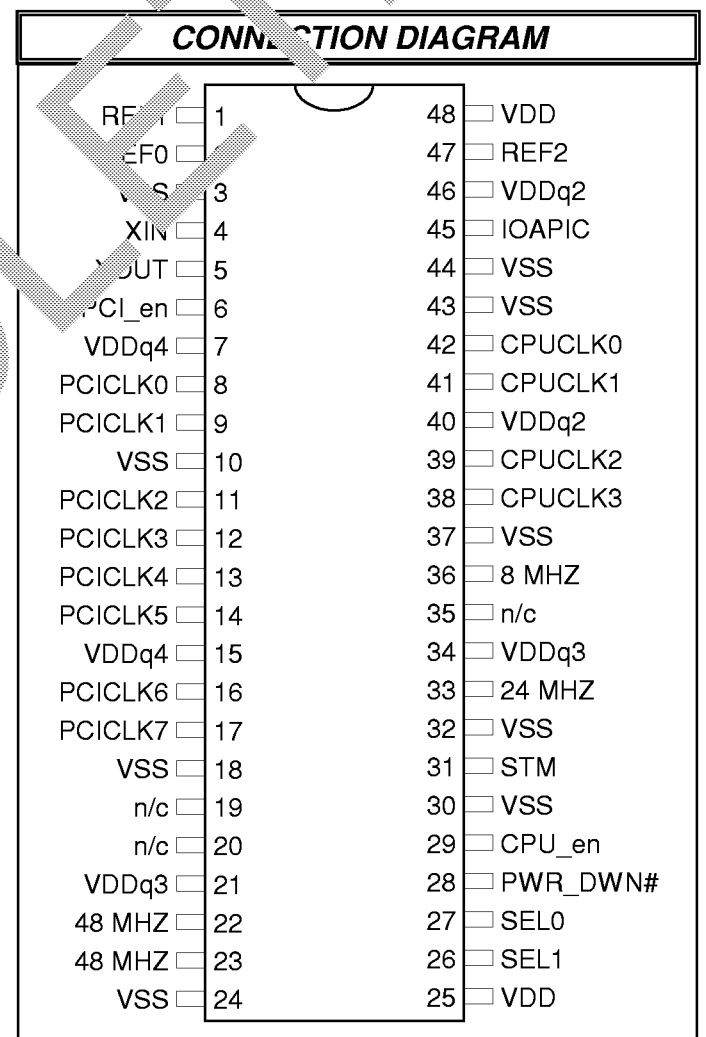 CONNECTION DIAGRAM
1 48 VDD
REF0 47 REF2
VSS 3 46 VDDq2
XIN 4 45 IOAPIC
XOUT 5 44 VSS
PCI_en 6 43 VSS
VDDq4 7 42 CPUCLK0
PCICLK0 8 41 CPUCLK1
PCICLK1 9 40 VDDq2
VSS 10 39 CPUCLK2
PCICLK2 11 38 CPUCLK3
PCICLK3 12 37 VSS
PCICLK4 13 36 8 MHZ
PCICLK5 14 35 n/c
VDDq4 15 34 VDDq3
PCICLK6 16 33 24 MHZ
PCICLK7 17 32 VSS
VSS 18 31 STM
n/c 19 30 VSS
n/c 20 29 CPU_en
VDDq3 21 28 PWR_DWN#
48 MHZ 22 27 SEL0
48 MHZ 23 26 SEL1
VSS 24 25 VDD